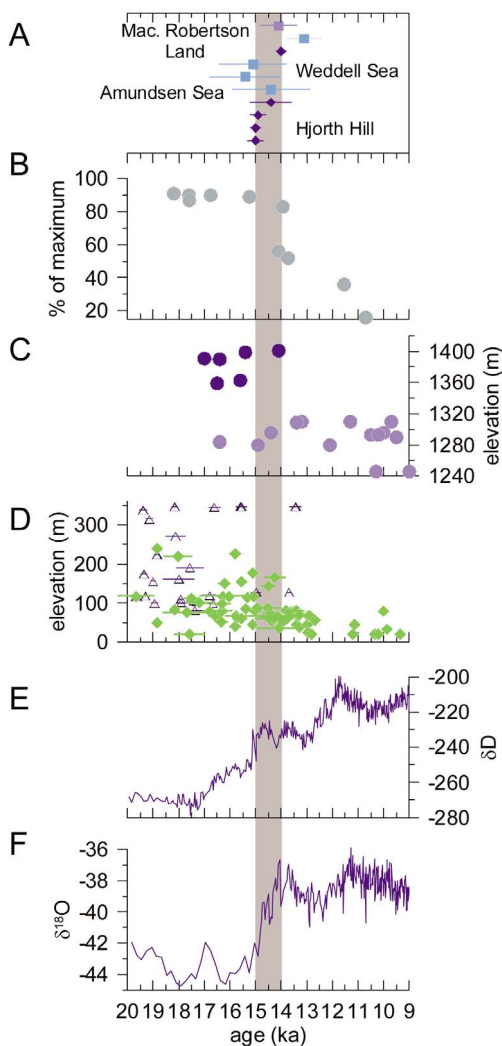 A
Mac. Robertson
Land
Weddell Sea
Amundsen Sea
Hjorth Hill
B
100
80
60
40
20
% of maximum
C
1400
1360
1320
1280
1240
elevation (m)
D
300
200
100
0
elevation (m)
E
-200
-220
-240
-260
-280
δD
F
-36
-38
-40
-42
-44
δ18O
20 19 18 17 16 15 14 13 12 11 10 9
age (ka)